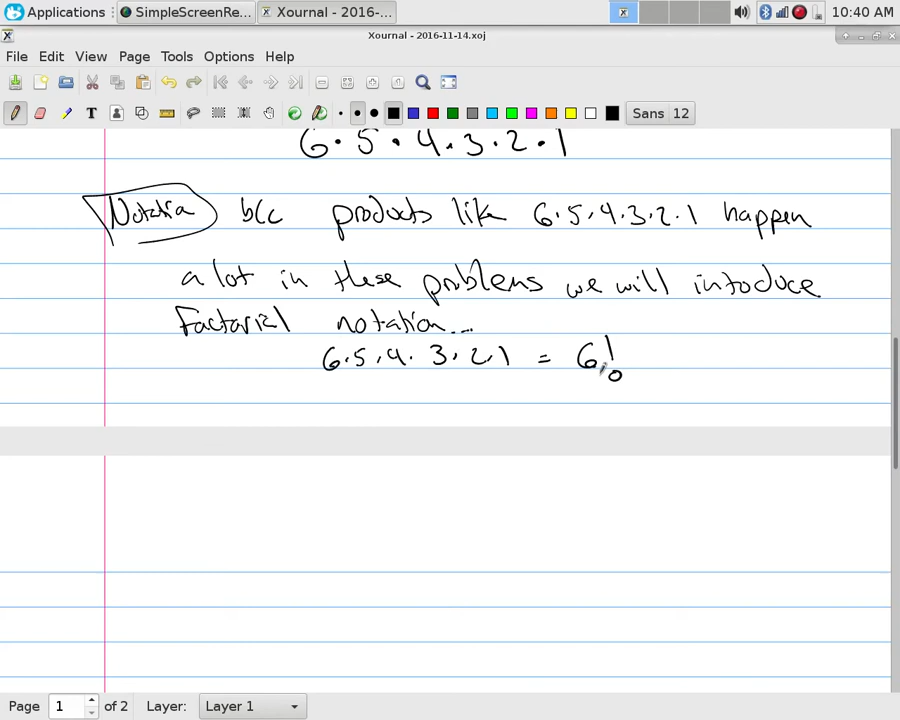 Applications SimpleScreenRe... Xournal - 2016-... 10:40 AM
Xournal - 2016-11-14.xoj
File Edit View Page Tools Options Help
Sans 12
6·5·4·3·2·1
Notatia b/c products like 6·5·4·3·2·1 happen
a lot in these problems we will intoduce
Factorial notation...
6·5·4·3·2·1 = 6!
Page 1 of 2 Layer: Layer 1